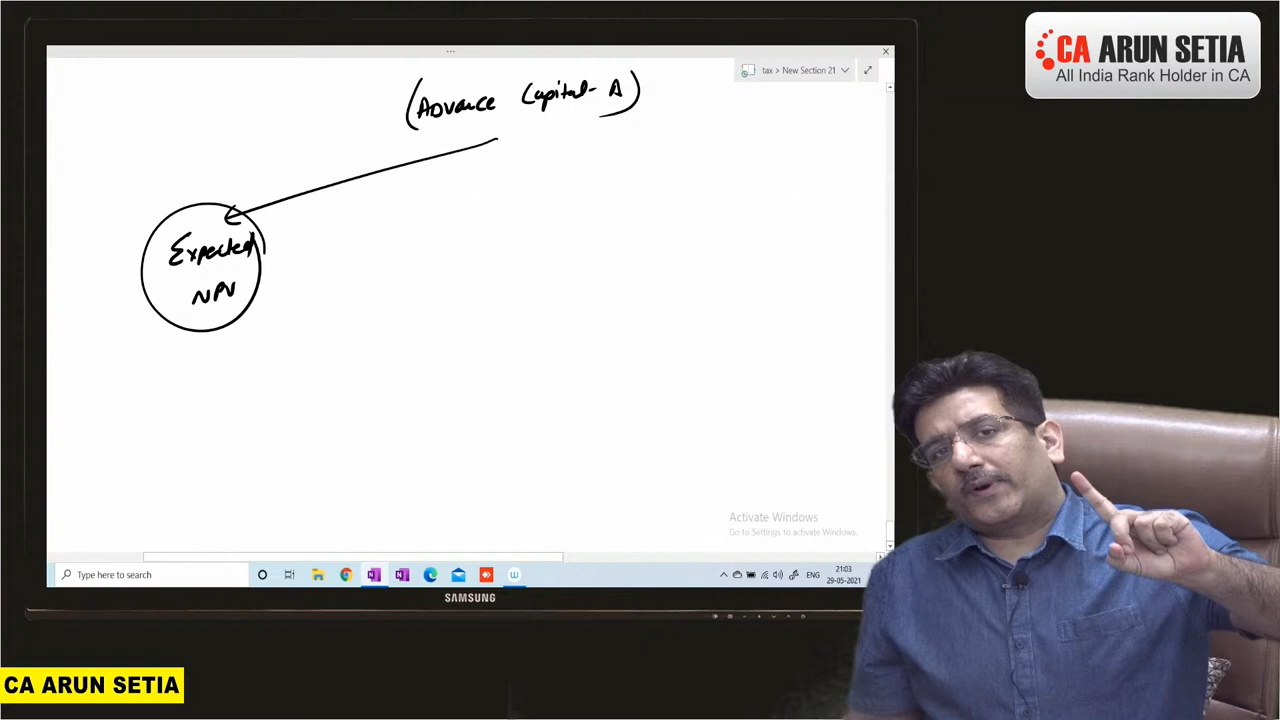 CA ARUN SETIA
All India Rank Holder in CA
tax > New Section 21
(Advance Capital-A)
Expected
NPV
Activate Windows
Go to Settings to activate Windows.
Type here to search
ENG
21:03
29-05-2021
SAMSUNG
CA ARUN SETIA